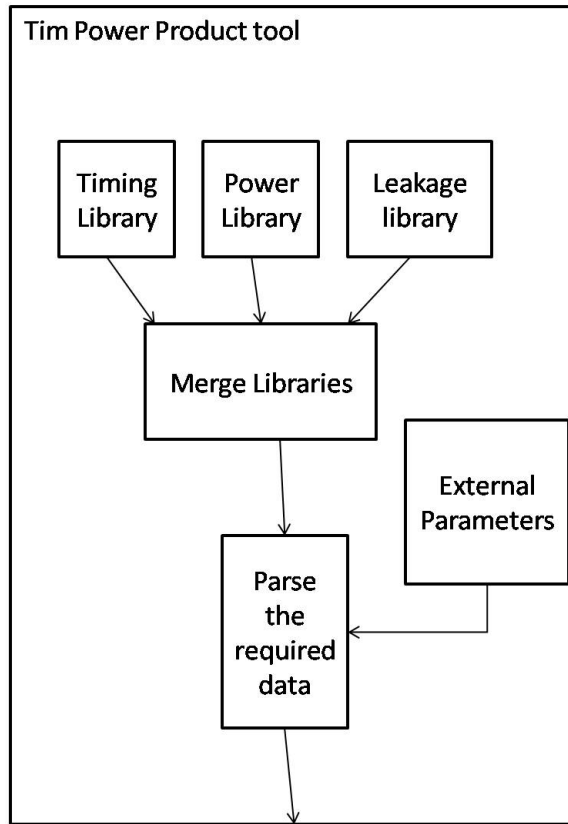 Tim Power Product tool
Timing
Library
Power
Library
Leakage
library
Merge Libraries
External
Parameters
Parse
the
required
data